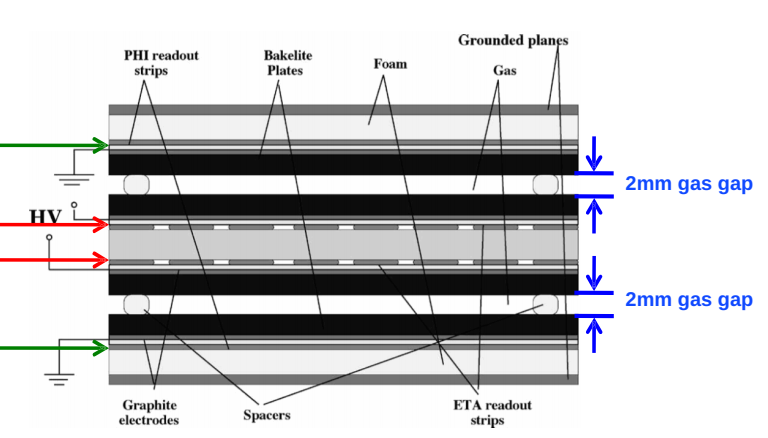 Grounded planes
PHI readout
strips
Bakelite
Plates
Foam
Gas
2mm gas gap
HV
2mm gas gap
Graphite
electrodes
Spacers
ETA readout
strips